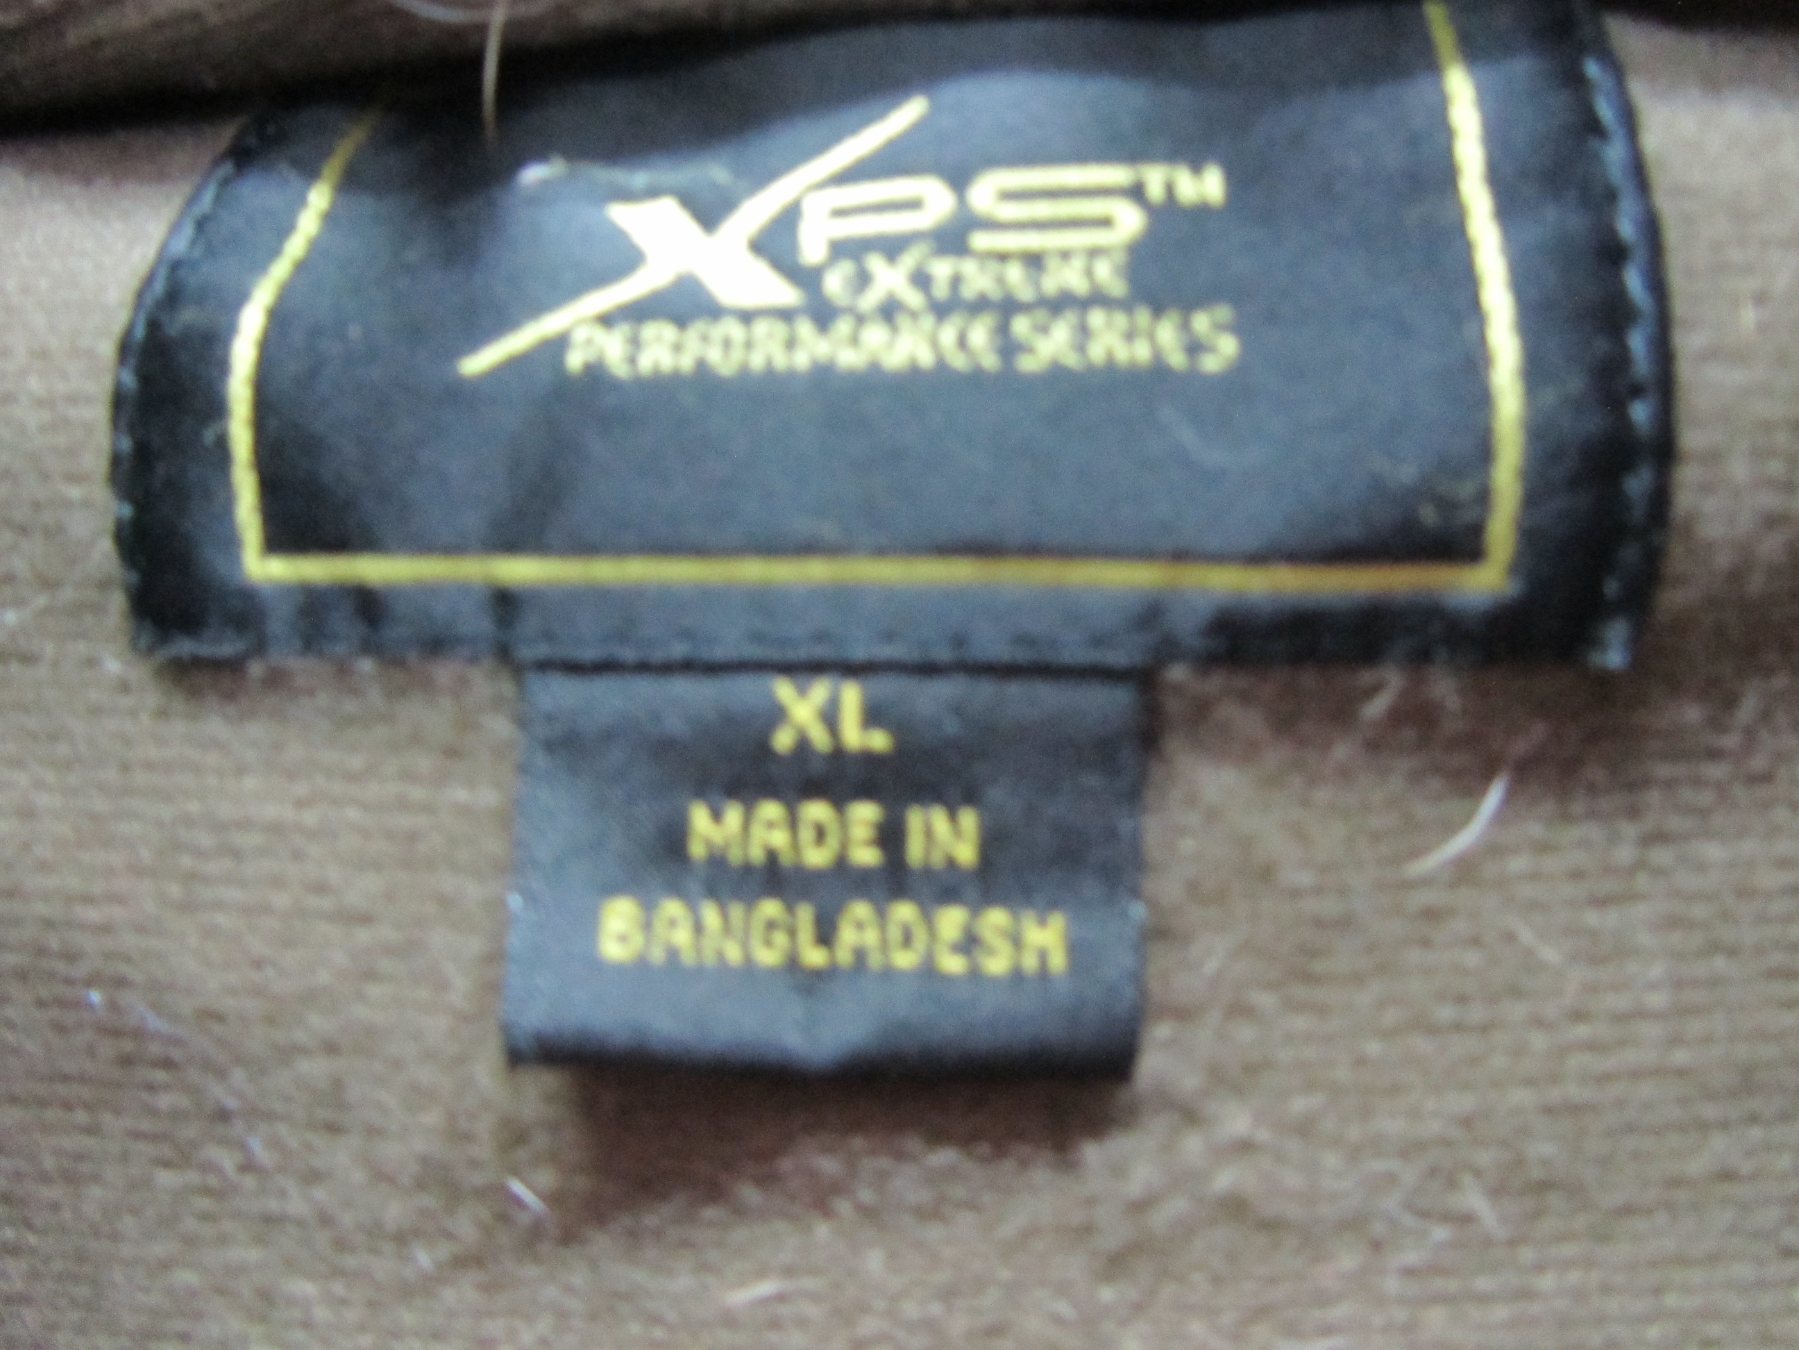 XPS™
eXTREME
PERFORMANCE SERIES
XL
MADE IN
BANGLADESH